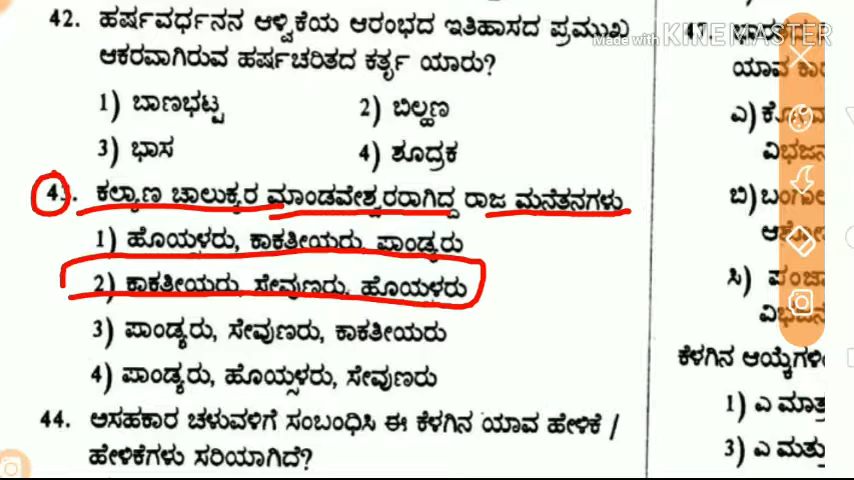 42. ಹರ್ಷವರ್ಧನನ ಆಳ್ವಿಕೆಯ ಆರಂಭದ ಇತಿಹಾಸದ ಪ್ರಮುಖ
ಆಕರವಾಗಿರುವ ಹರ್ಷಚರಿತದ ಕರ್ತೃ ಯಾರು?
1) ಬಾಣಭಟ್ಟ 2) ಬಿಲ್ಹಣ
3) ಭಾಸ 4) ಶೂದ್ರಕ
43. ಕಲ್ಯಾಣ ಚಾಲುಕ್ಯರ ಮಾಂಡವೇಶ್ವರರಾಗಿದ್ದ ರಾಜ ಮನೆತನಗಳು
1) ಹೊಯ್ಸಳರು, ಕಾಕತೀಯರು, ಪಾಂಡ್ಯರು
2) ಕಾಕತೀಯರು, ಸೇವುಣರು, ಹೊಯ್ಸಳರು
3) ಪಾಂಡ್ಯರು, ಸೇವುಣರು, ಕಾಕತೀಯರು
4) ಪಾಂಡ್ಯರು, ಹೊಯ್ಸಳರು, ಸೇವುಣರು
44. ಅಸಹಕಾರ ಚಳುವಳಿಗೆ ಸಂಬಂಧಿಸಿ ಈ ಕೆಳಗಿನ ಯಾವ ಹೇಳಿಕೆ /
ಹೇಳಿಕೆಗಳು ಸರಿಯಾಗಿದೆ?
Made with KINEMASTER
ಯಾವ
ಎ)
ಬಿ)
ಸಿ)
ಕೆಳಗಿನ
1) ಎ
3) ಎ ಮತ್ತು